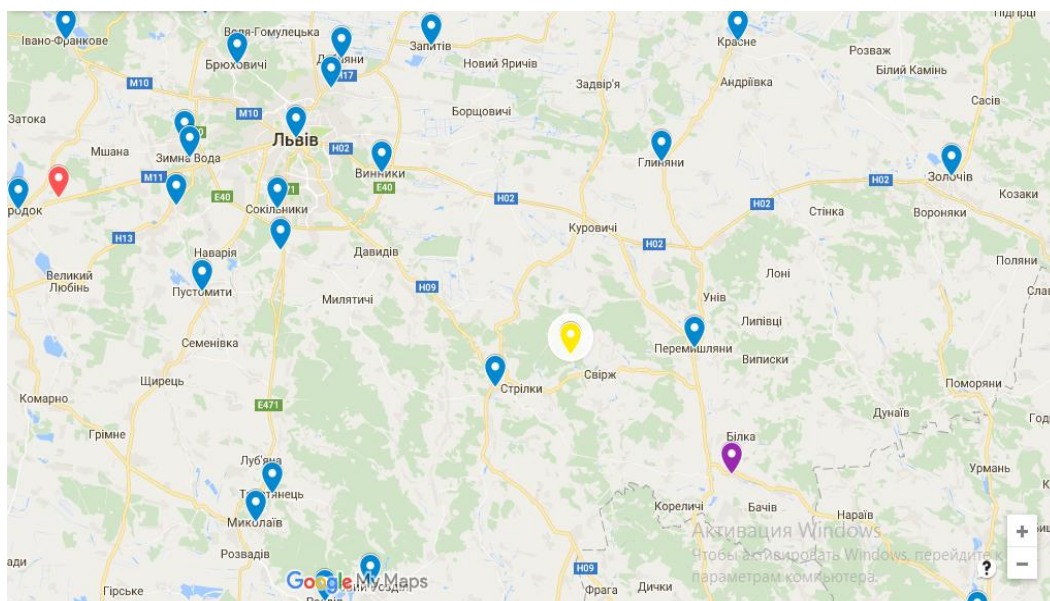 Підгірці
Івано-Франкове
Воля-Гомулецька
Запитів
Красне
Розваж
Брюховичі
Новий Яричів
Білий Камінь
M10
H17
Задвір'я
Андріївка
Сасів
Затока
M10
Борщовичі
Львів
Мшана
Зимна Вода
H02
Глиняни
Винники
M11
E40
H02
Золочів
E40
H02
Козаки
Сокільники
Стінка
Вороняки
H13
Куровичі
Наварія
Давидів
H02
Поляни
Великий
Любінь
Лоні
Пустомити
H09
Милятичі
Унів
Липівці
Семенівка
Перемишляни
Виписки
Щирець
Стрілки
Свірж
Поморяни
Комарно
E471
Дунаїв
Грімне
Білка
Урмань
Миколаїв
Кореличі
Бачів
Нараїв
Активация Windows
Розвадів
Чтобы активировать Windows, перейдите к
параметрам компьютера.
H09
Google My Maps
Гірське
Фрага
Дички
+
−
?